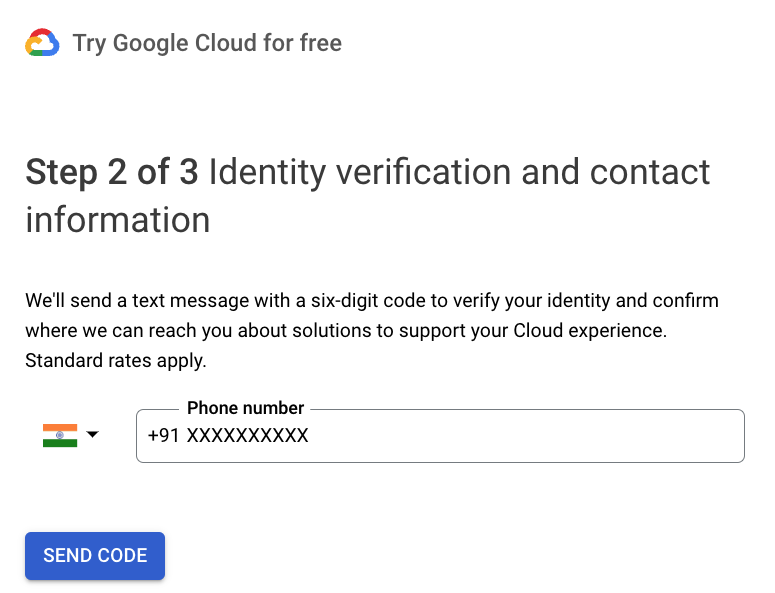 Try Google Cloud for free
Step 2 of 3 Identity verification and contact
information
We'll send a text message with a six-digit code to verify your identity and confirm
where we can reach you about solutions to support your Cloud experience.
Standard rates apply.
Phone number
+91 XXXXXXXXXX
SEND CODE